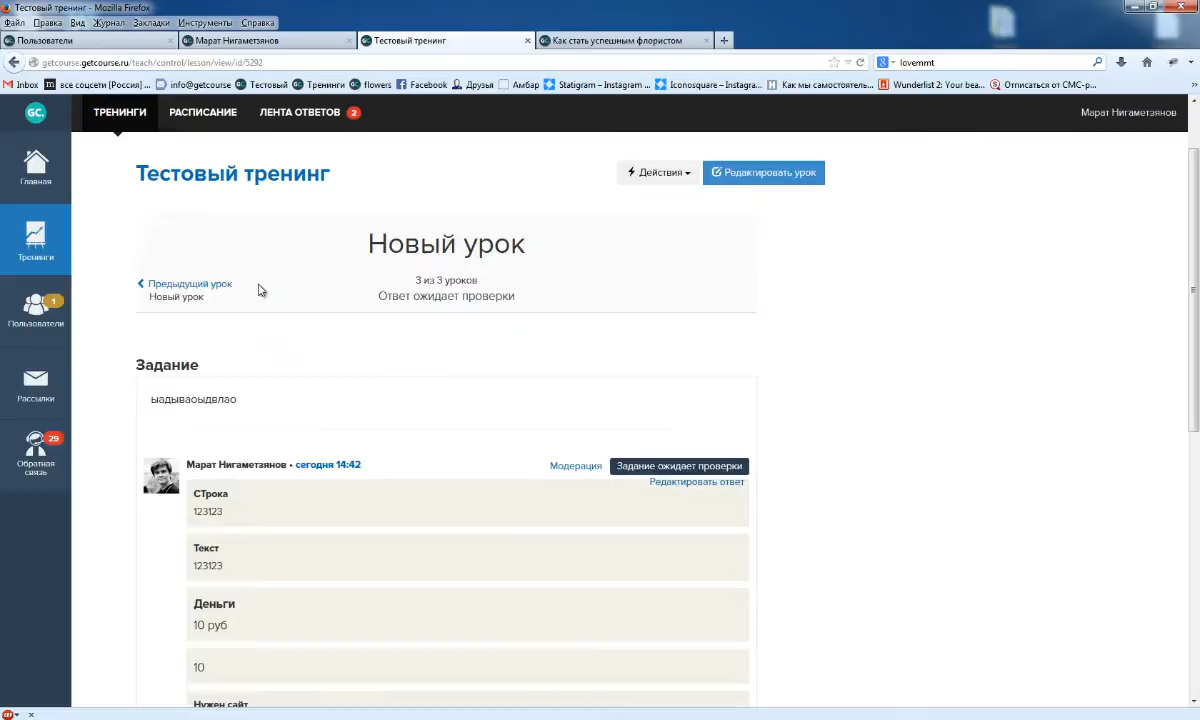 Тестовый тренинг - Mozilla Firefox
Файл Правка Вид Журнал Закладки Инструменты Справка
Пользователи × Марат Нигаметзянов × Тестовый тренинг × Как стать успешным флористом × +
getcourse.getcourse.ru/teach/control/lesson/view/id/5292 lovemmt
Inbox все соцсети [Россия]... info@getcourse Тестовый Тренинги flowers Facebook Друзья Амбар Statigram – Instagram ... Iconosquare – Instagra... Как мы самостоятель... Wunderlist 2: Your bea... Отписаться от СМС-р...
GC. ТРЕНИНГИ РАСПИСАНИЕ ЛЕНТА ОТВЕТОВ 2 Марат Нигаметзянов
Главная
Тренинги
1
Пользователи
Рассылки
29
Обратная
связь
Тестовый тренинг
Действия
Редактировать урок
Новый урок
3 из 3 уроков
Предыдущий урок
Новый урок
Ответ ожидает проверки
Задание
ыадываоыдвлао
Марат Нигаметзянов • сегодня 14:42
Модерация Задание ожидает проверки
Редактировать ответ
СТрока
123123
Текст
123123
Деньги
10 руб
10
Нужен сайт